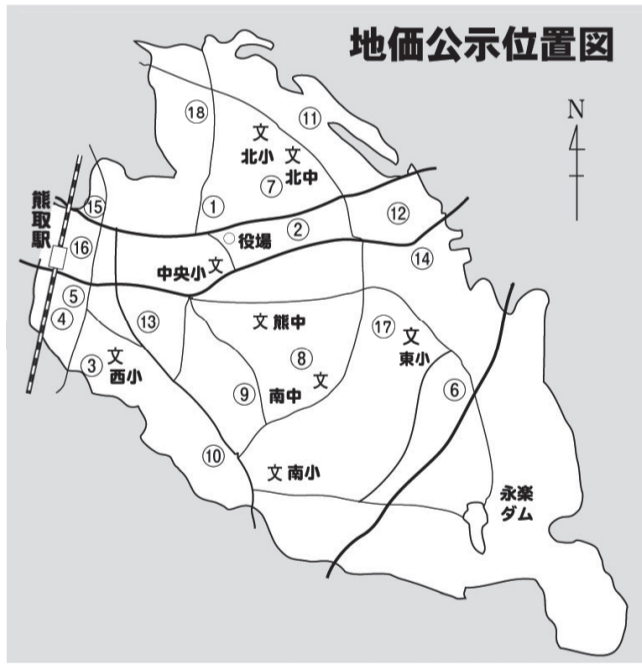 地価公示位置図
N
⑱
⑪
文
北小
文
北中
⑦
熊取駅
⑮
①
②
⑫
○役場
⑯
中央小文
⑭
⑤
④
⑬
文熊中
⑰
文
東小
③
文
西小
⑧
文
南中
⑨
⑥
⑩
文南小
永楽
ダム